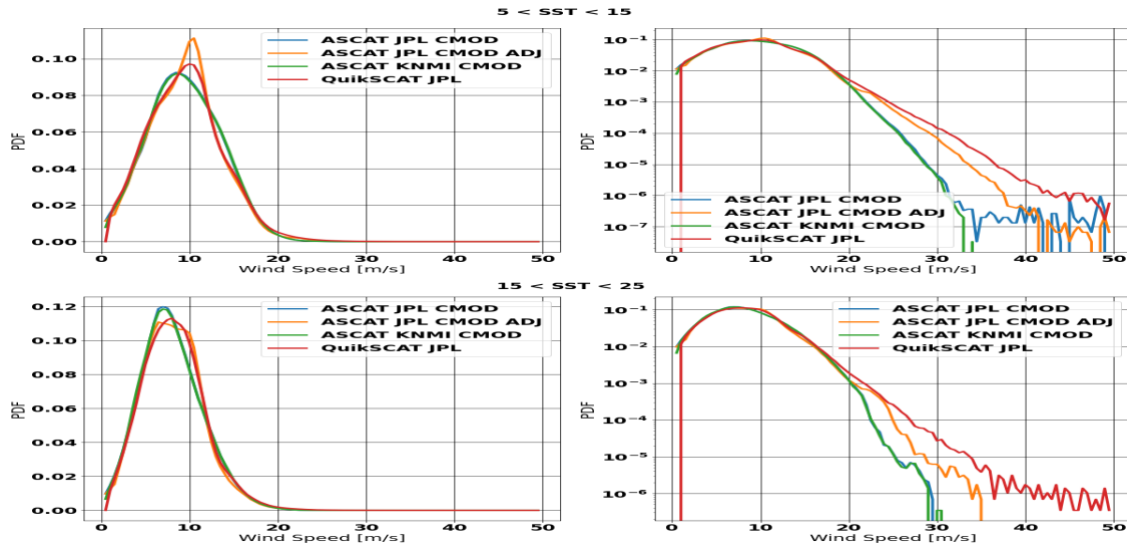 5 < SST < 15
PDF
0.10
0.08
0.06
0.04
0.02
0.00
0 10 20 30 40 50
Wind Speed [m/s]
ASCAT JPL CMOD
ASCAT JPL CMOD ADJ
ASCAT KNMI CMOD
QuikSCAT JPL
PDF
10⁻¹
10⁻²
10⁻³
10⁻⁴
10⁻⁵
10⁻⁶
10⁻⁷
0 10 20 30 40 50
Wind Speed [m/s]
ASCAT JPL CMOD
ASCAT JPL CMOD ADJ
ASCAT KNMI CMOD
QuikSCAT JPL
15 < SST < 25
PDF
0.12
0.10
0.08
0.06
0.04
0.02
0.00
0 10 20 30 40 50
Wind Speed [m/s]
ASCAT JPL CMOD
ASCAT JPL CMOD ADJ
ASCAT KNMI CMOD
QuikSCAT JPL
PDF
10⁻¹
10⁻²
10⁻³
10⁻⁴
10⁻⁵
10⁻⁶
0 10 20 30 40 50
Wind Speed [m/s]
ASCAT JPL CMOD
ASCAT JPL CMOD ADJ
ASCAT KNMI CMOD
QuikSCAT JPL